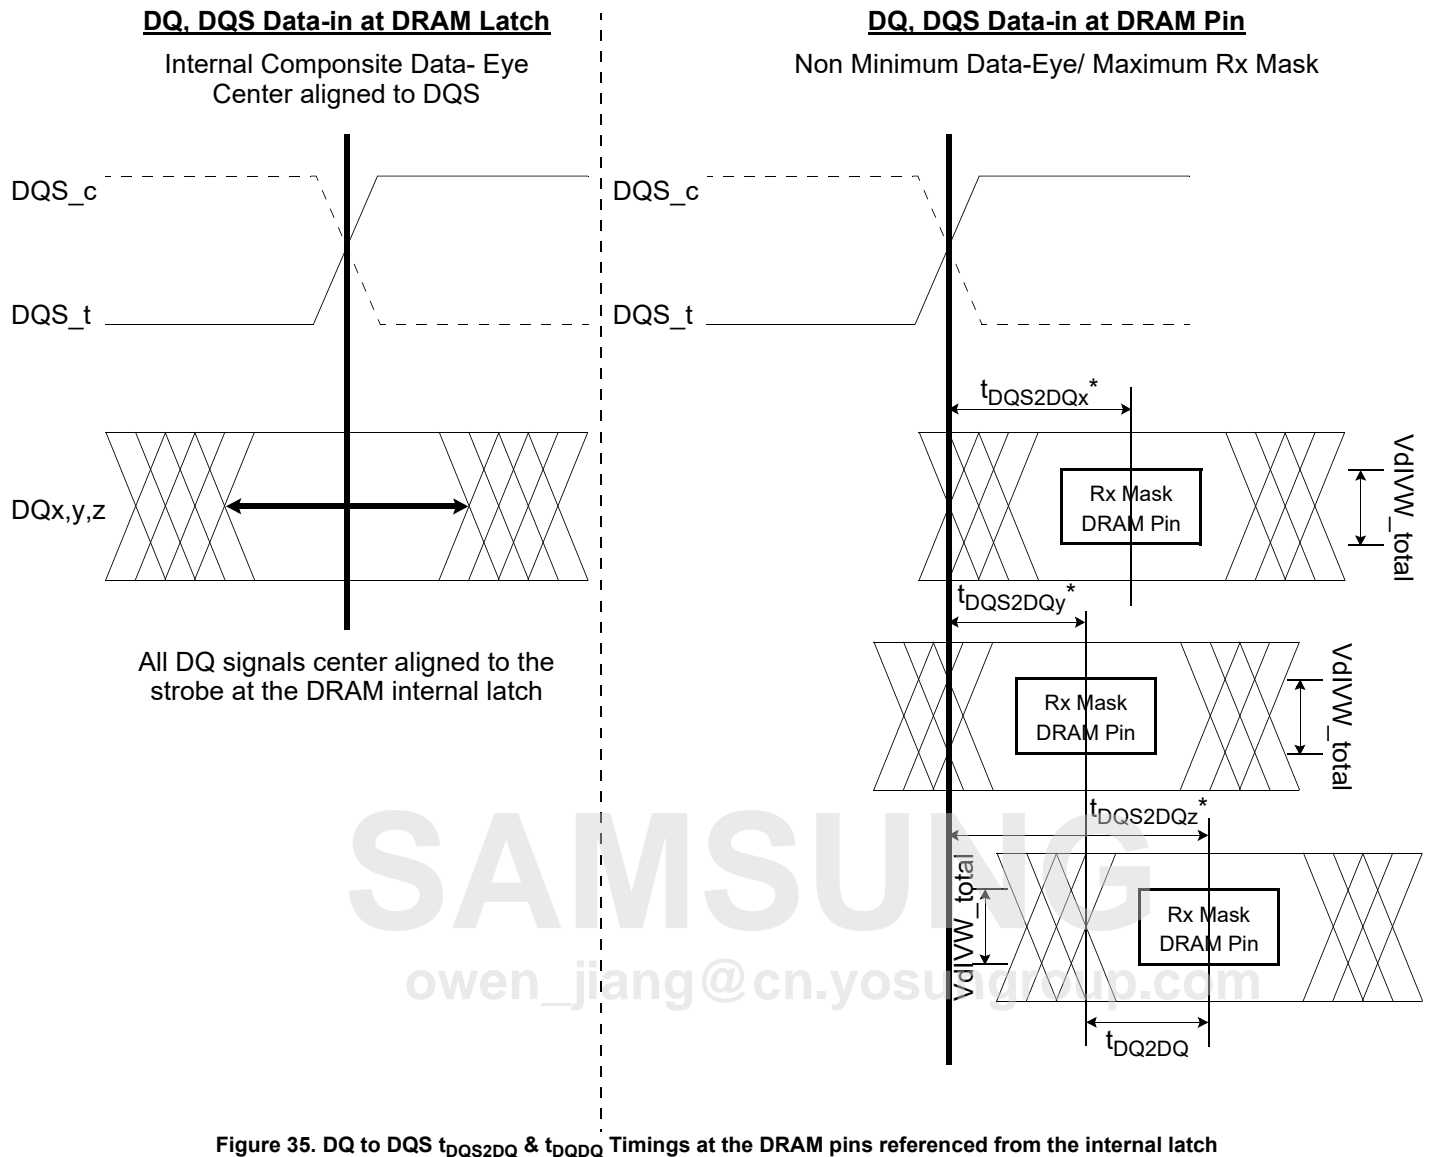 DQ, DQS Data-in at DRAM Latch
Internal Componsite Data- Eye
Center aligned to DQS
DQS_c
DQS_t
DQx,y,z
All DQ signals center aligned to the
strobe at the DRAM internal latch
DQ, DQS Data-in at DRAM Pin
Non Minimum Data-Eye/ Maximum Rx Mask
DQS_c
DQS_t
tDQS2DQx*
Rx Mask
DRAM Pin
VdIVW_total
tDQS2DQy*
Rx Mask
DRAM Pin
VdIVW_total
tDQS2DQz*
VdIVW_total
Rx Mask
DRAM Pin
tDQ2DQ
SAMSUNG
owen_jiang@cn.yosungroup.com
Figure 35. DQ to DQS tDQS2DQ & tDQDQ Timings at the DRAM pins referenced from the internal latch